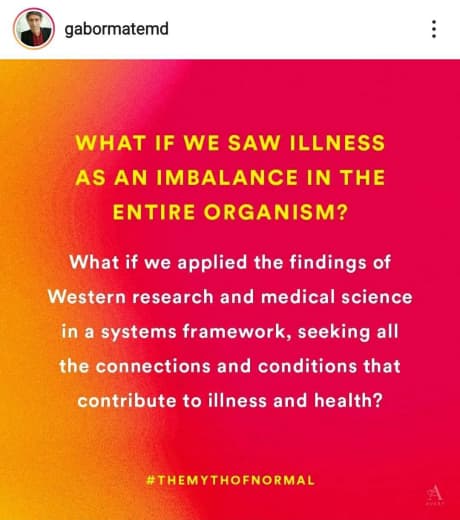 gabormatemd
WHAT IF WE SAW ILLNESS
AS AN IMBALANCE IN THE
ENTIRE ORGANISM?
What if we applied the findings of
Western research and medical science
in a systems framework, seeking all
the connections and conditions that
contribute to illness and health?
#THEMYTHOFNORMAL
A
AVERY